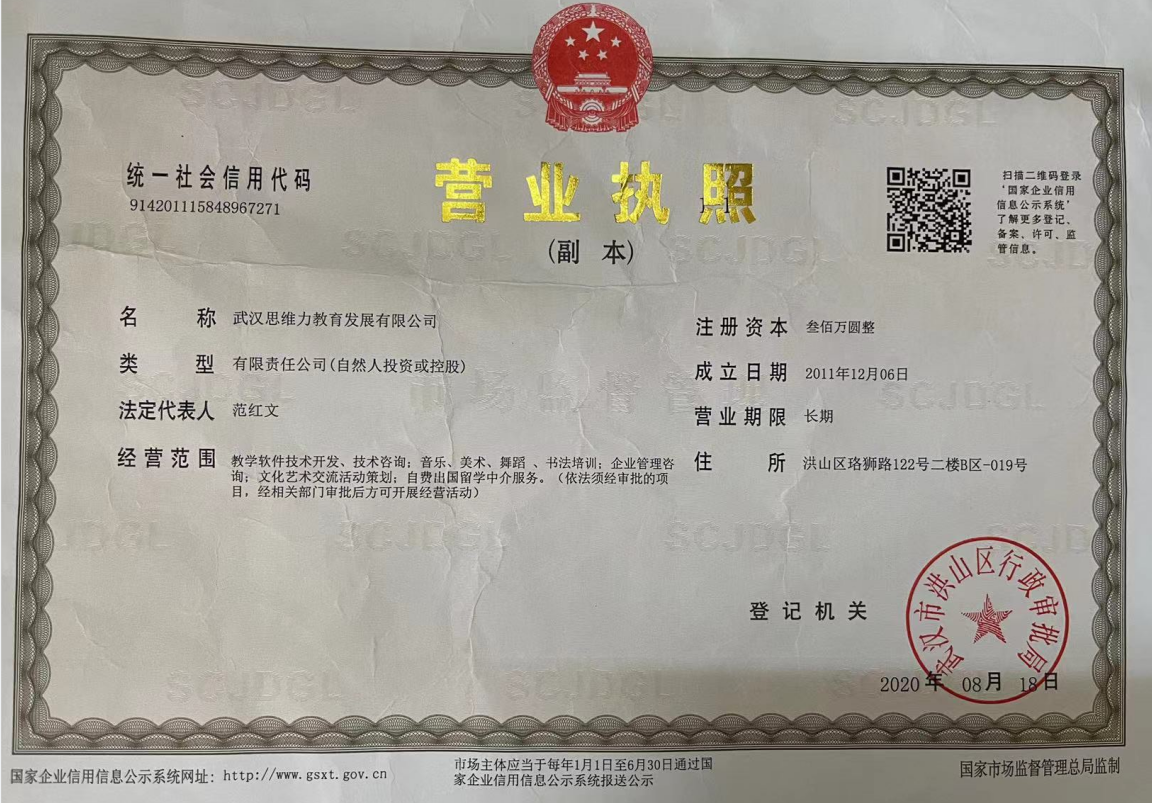 统一社会信用代码
914201115848967271
营业执照
(副 本)
扫描二维码登录
‘国家企业信用
信息公示系统’
了解更多登记、
备案、许可、监
管信息。
名 称 武汉思维力教育发展有限公司
类 型 有限责任公司(自然人投资或控股)
法定代表人 范红文
经营范围 教学软件技术开发、技术咨询；音乐、美术、舞蹈 、书法培训；企业管理咨
询；文化艺术交流活动策划；自费出国留学中介服务。（依法须经审批的项
目，经相关部门审批后方可开展经营活动）
注册资本 叁佰万圆整
成立日期 2011年12月06日
营业期限 长期
住 所 洪山区珞狮路122号二楼B区-019号
登记机关
武汉市洪山区行政审批局
2020 年 08月 18日
国家企业信用信息公示系统网址：http://www.gsxt.gov.cn
市场主体应当于每年1月1日至6月30日通过国
家企业信用信息公示系统报送公示
国家市场监督管理总局监制
SCJDGL
市场监督管理